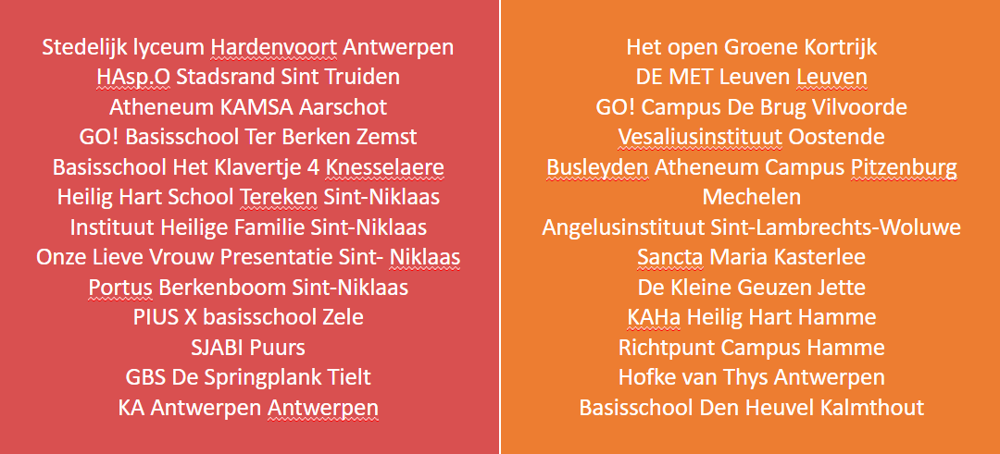 Stedelijk lyceum Hardenvoort Antwerpen
HAsp.O Stadsrand Sint Truiden
Atheneum KAMSA Aarschot
GO! Basisschool Ter Berken Zemst
Basisschool Het Klavertje 4 Knesselaere
Heilig Hart School Tereken Sint-Niklaas
Instituut Heilige Familie Sint-Niklaas
Onze Lieve Vrouw Presentatie Sint- Niklaas
Portus Berkenboom Sint-Niklaas
PIUS X basisschool Zele
SJABI Puurs
GBS De Springplank Tielt
KA Antwerpen Antwerpen
Het open Groene Kortrijk
DE MET Leuven Leuven
GO! Campus De Brug Vilvoorde
Vesaliusinstituut Oostende
Busleyden Atheneum Campus Pitzenburg
Mechelen
Angelusinstituut Sint-Lambrechts-Woluwe
Sancta Maria Kasterlee
De Kleine Geuzen Jette
KAHa Heilig Hart Hamme
Richtpunt Campus Hamme
Hofke van Thys Antwerpen
Basisschool Den Heuvel Kalmthout